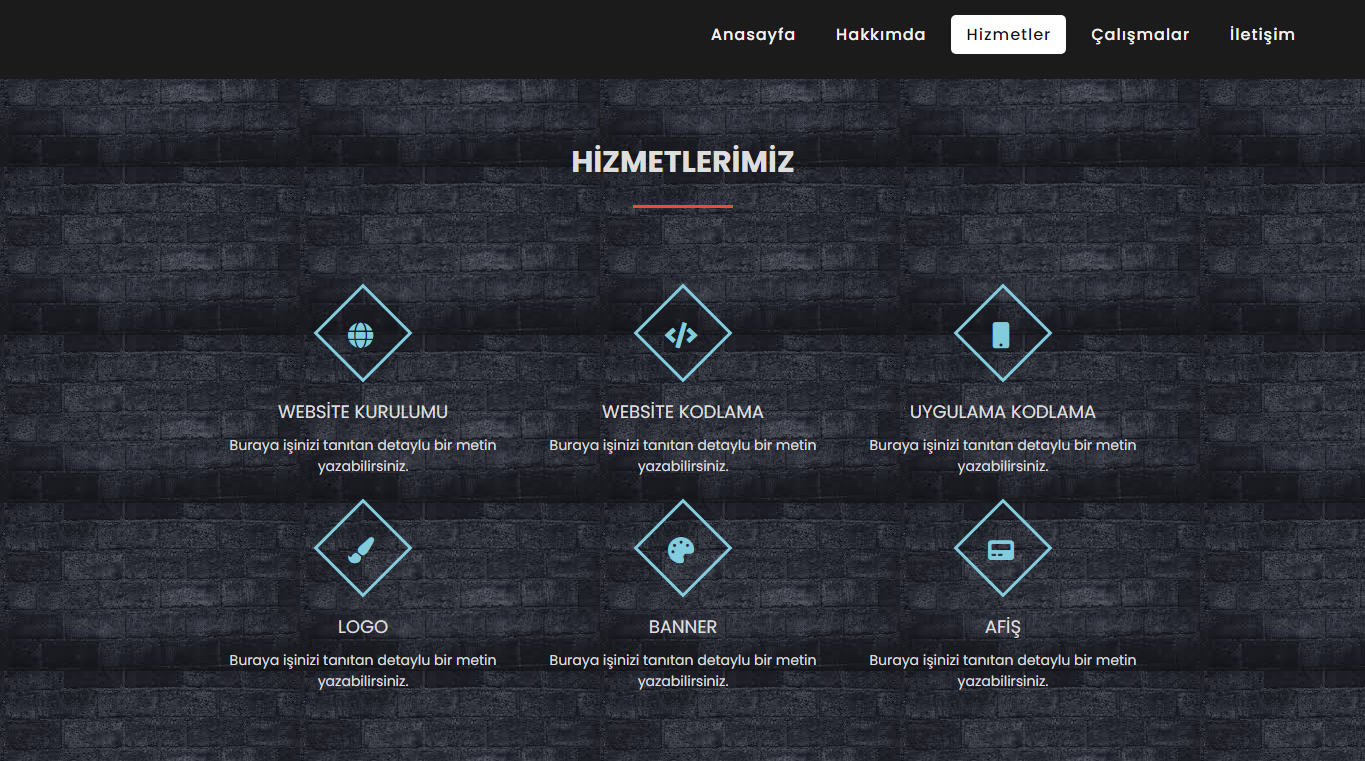 Anasayfa Hakkımda Hizmetler Çalışmalar İletişim
HİZMETLERİMİZ
WEBSİTE KURULUMU
Buraya işinizi tanıtan detaylu bir metin
yazabilirsiniz.
WEBSİTE KODLAMA
Buraya işinizi tanıtan detaylu bir metin
yazabilirsiniz.
UYGULAMA KODLAMA
Buraya işinizi tanıtan detaylu bir metin
yazabilirsiniz.
LOGO
Buraya işinizi tanıtan detaylu bir metin
yazabilirsiniz.
BANNER
Buraya işinizi tanıtan detaylu bir metin
yazabilirsiniz.
AFİŞ
Buraya işinizi tanıtan detaylu bir metin
yazabilirsiniz.